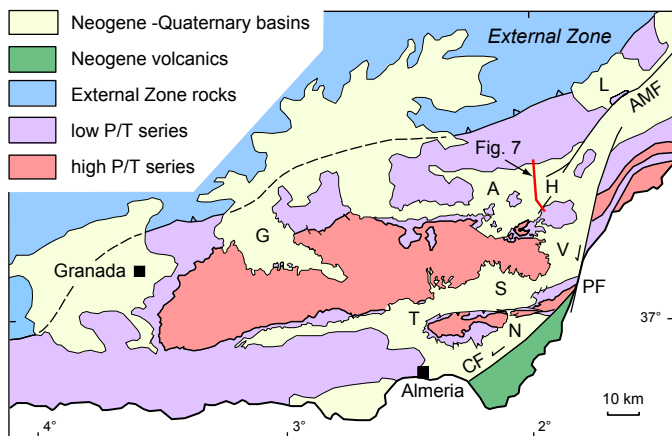 Neogene -Quaternary basins
Neogene volcanics
External Zone rocks
low P/T series
high P/T series
External Zone
L
AMF
Fig. 7
A
H
G
V
Granada
S
PF
T
N
37°
CF
Almeria
10 km
4°
3°
2°